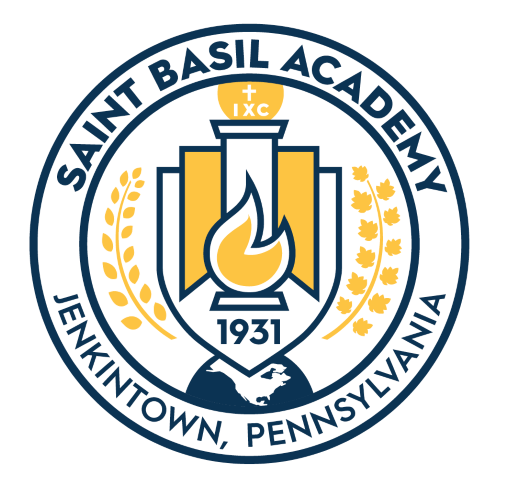 SAINT BASIL ACADEMY
IXC
1931
JENKINTOWN, PENNSYLVANIA